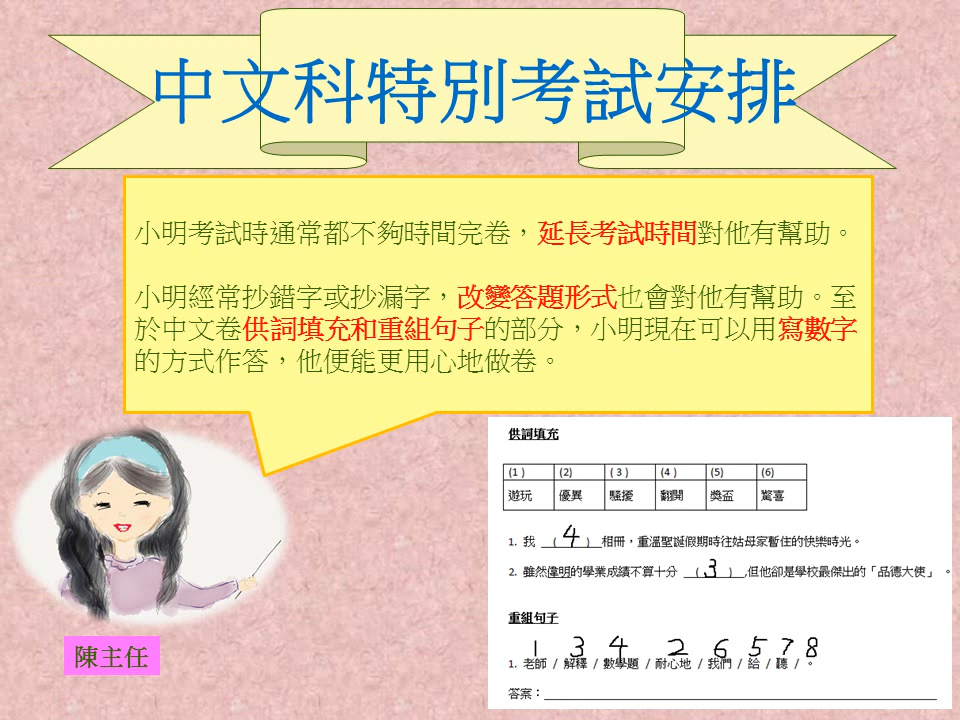 中文科特別考試安排
小明考試時通常都不夠時間完卷，延長考試時間對他有幫助。
小明經常抄錯字或抄漏字，改變答題形式也會對他有幫助。至
於中文卷供詞填充和重組句子的部分，小明現在可以用寫數字
的方式作答，他便能更用心地做卷。
陳主任
供詞填充
(1) (2) (3) (4) (5) (6)
遊玩 優異 騷擾 翻開 獎盃 驚喜
1. 我 ( 4 ) 相冊，重溫聖誕假期時往姑母家暫住的快樂時光。
2. 雖然偉明的學業成績不算十分 ( 3 ) ,但他卻是學校最傑出的「品德大使」。
重組句子
1 3 4 2 6 5 7 8
1. 老師 / 解釋 / 數學題 / 耐心地 / 我們 / 給 / 聽 / 。
答案：